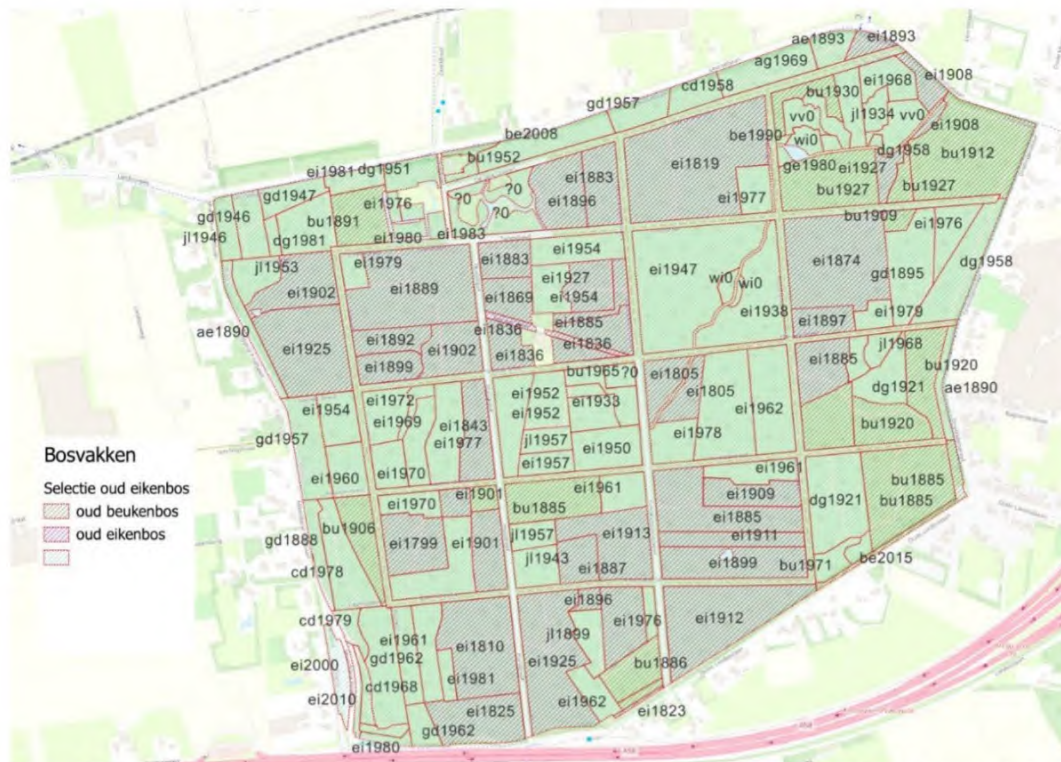 ae1893
ei1893
ag1969
cd1958
gd1957
be2008
bu1952
ei1981
dg1951
gd1947
gd1946
jl1946
bu1891
dg1981
ei1976
ei1980
ei1983
?0
?0
?0
ei1883
ei1896
ei1819
be1990
ei1977
bu1930
ei1968
ei1908
vv0
jl1934
vv0
wi0
ge1980
ei1927
bu1927
dg1958
ei1908
bu1912
bu1927
jl1953
ei1902
ei1979
ei1889
ei1883
ei1954
ei1927
ei1869
ei1954
ei1947
wi0
wi0
ei1938
bu1909
ei1976
ei1874
gd1895
dg1958
ei1979
ei1897
ae1890
ei1925
ei1892
ei1902
ei1899
ei1836
ei1836
ei1885
ei1836
bu1965
?0
ei1805
ei1805
ei1885
jl1968
bu1920
dg1921
ae1890
bu1920
ei1954
gd1957
ei1972
ei1969
ei1843
ei1977
ei1952
ei1952
ei1933
jl1957
ei1957
ei1950
ei1978
ei1962
ei1960
ei1970
Bosvakken
Selectie oud eikenbos
oud beukenbos
oud eikenbos
ei1970
ei1901
bu1885
ei1961
ei1961
ei1909
dg1921
bu1885
bu1885
bu1906
gd1888
cd1978
ei1799
ei1901
jl1957
jl1943
ei1913
ei1887
ei1885
ei1911
ei1899
bu1971
be2015
cd1979
ei1961
gd1962
ei1810
ei2000
ei2010
cd1968
ei1981
ei1825
gd1962
ei1980
ei1896
jl1899
ei1976
ei1925
bu1886
ei1962
ei1823
ei1912
A58
A58